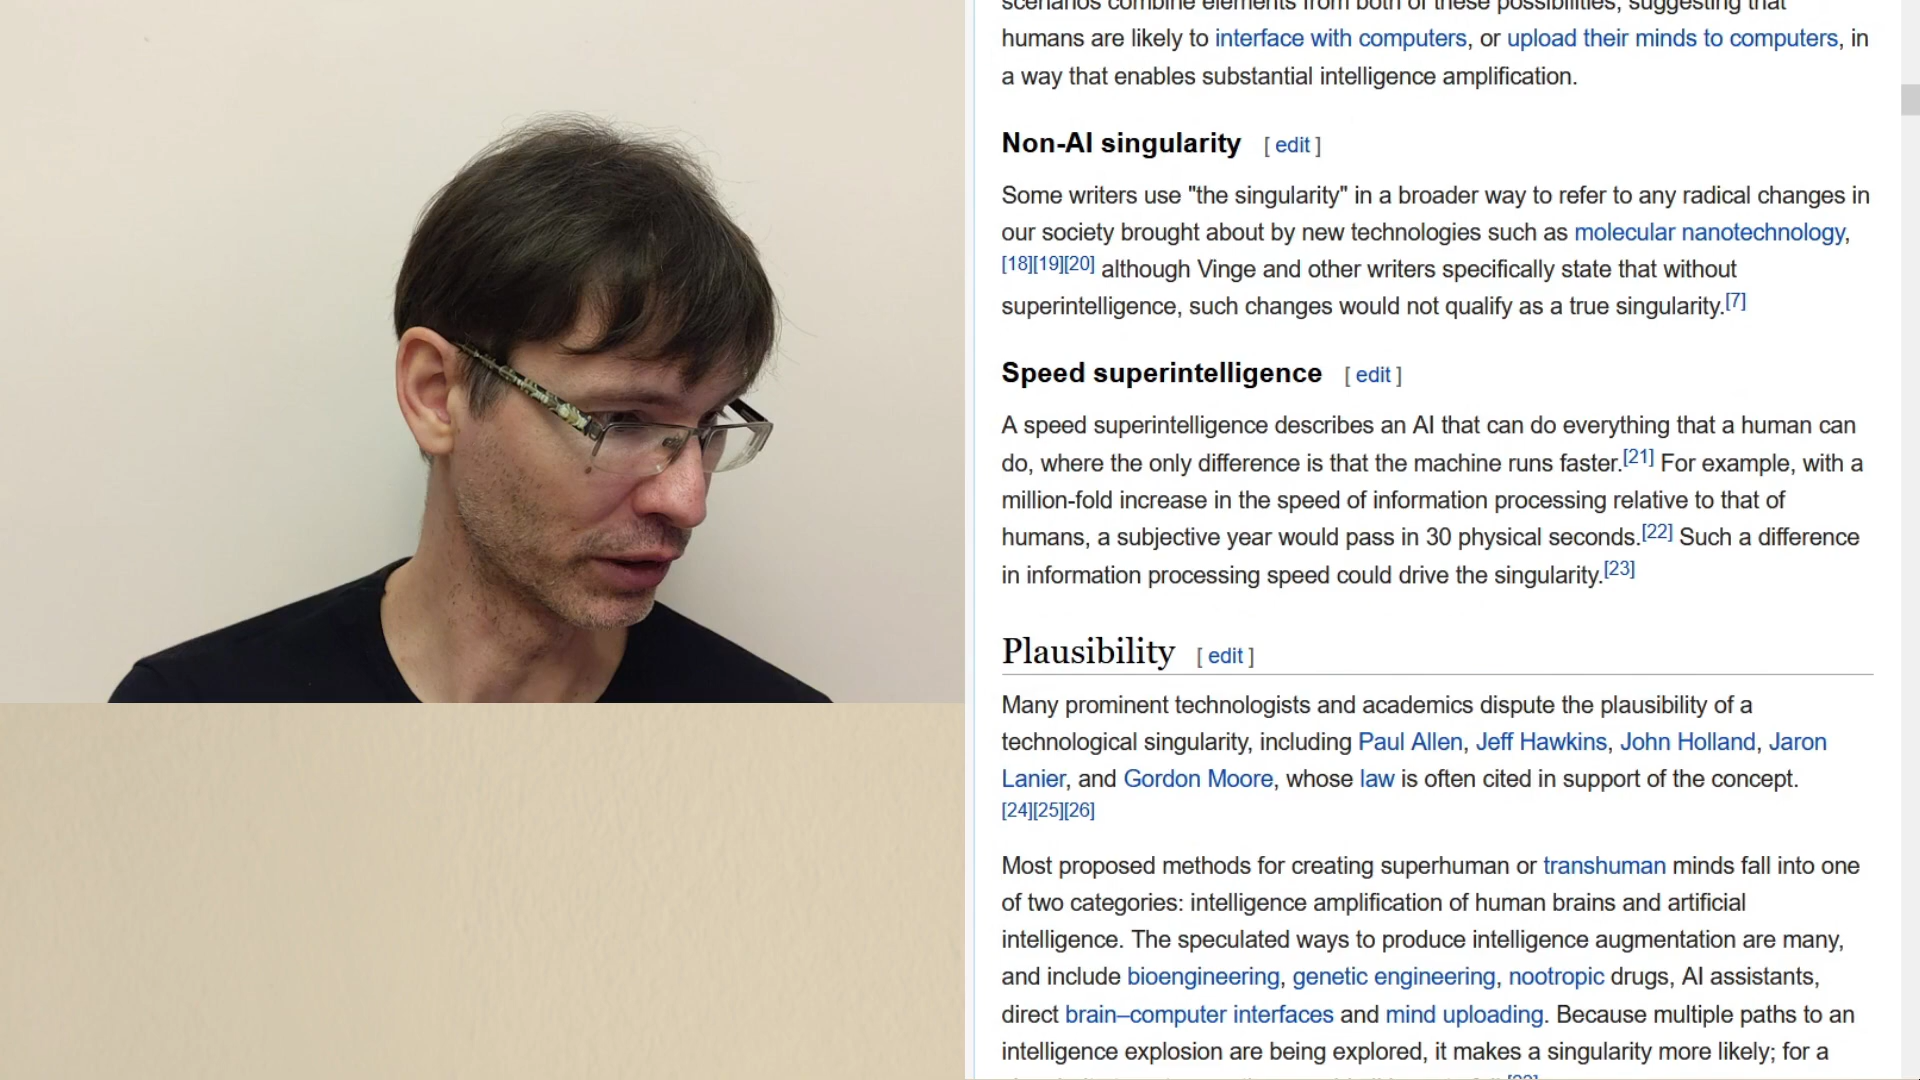 scenarios combine elements from both of these possibilities, suggesting that
humans are likely to interface with computers, or upload their minds to computers, in
a way that enables substantial intelligence amplification.
Non-AI singularity [ edit ]
Some writers use "the singularity" in a broader way to refer to any radical changes in
our society brought about by new technologies such as molecular nanotechnology,
[18][19][20] although Vinge and other writers specifically state that without
superintelligence, such changes would not qualify as a true singularity.[7]
Speed superintelligence [ edit ]
A speed superintelligence describes an AI that can do everything that a human can
do, where the only difference is that the machine runs faster.[21] For example, with a
million-fold increase in the speed of information processing relative to that of
humans, a subjective year would pass in 30 physical seconds.[22] Such a difference
in information processing speed could drive the singularity.[23]
Plausibility [ edit ]
Many prominent technologists and academics dispute the plausibility of a
technological singularity, including Paul Allen, Jeff Hawkins, John Holland, Jaron
Lanier, and Gordon Moore, whose law is often cited in support of the concept.
[24][25][26]
Most proposed methods for creating superhuman or transhuman minds fall into one
of two categories: intelligence amplification of human brains and artificial
intelligence. The speculated ways to produce intelligence augmentation are many,
and include bioengineering, genetic engineering, nootropic drugs, AI assistants,
direct brain–computer interfaces and mind uploading. Because multiple paths to an
intelligence explosion are being explored, it makes a singularity more likely; for a